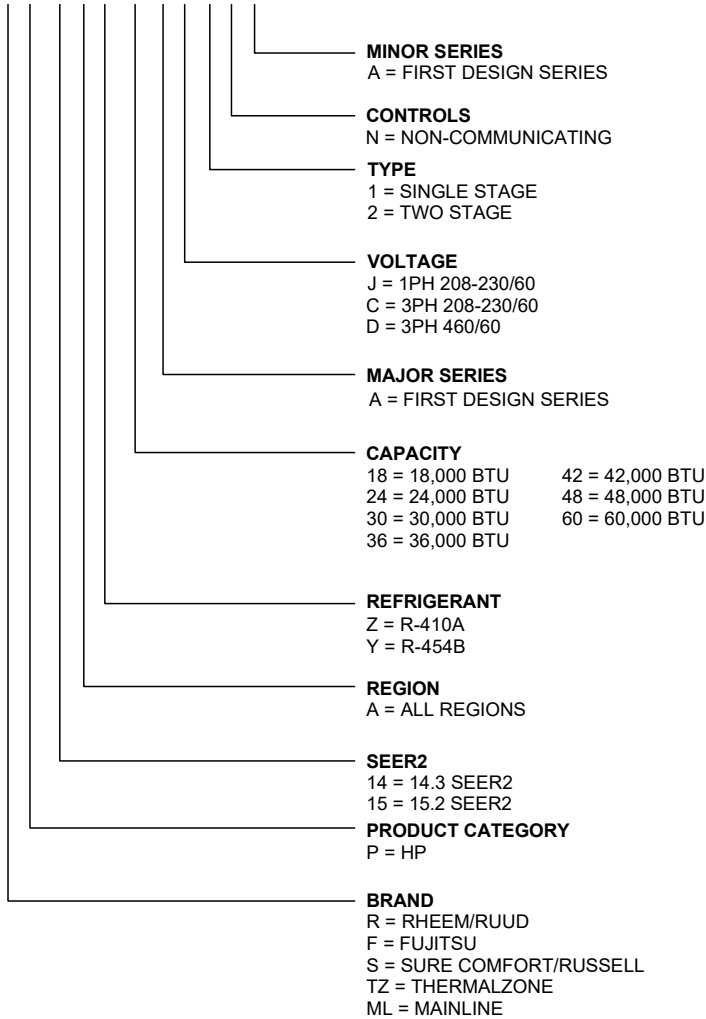 MINOR SERIES
A = FIRST DESIGN SERIES
CONTROLS
N = NON-COMMUNICATING
TYPE
1 = SINGLE STAGE
2 = TWO STAGE
VOLTAGE
J = 1PH 208-230/60
C = 3PH 208-230/60
D = 3PH 460/60
MAJOR SERIES
A = FIRST DESIGN SERIES
CAPACITY
18 = 18,000 BTU 42 = 42,000 BTU
24 = 24,000 BTU 48 = 48,000 BTU
30 = 30,000 BTU 60 = 60,000 BTU
36 = 36,000 BTU
REFRIGERANT
Z = R-410A
Y = R-454B
REGION
A = ALL REGIONS
SEER2
14 = 14.3 SEER2
15 = 15.2 SEER2
PRODUCT CATEGORY
P = HP
BRAND
R = RHEEM/RUUD
F = FUJITSU
S = SURE COMFORT/RUSSELL
TZ = THERMALZONE
ML = MAINLINE